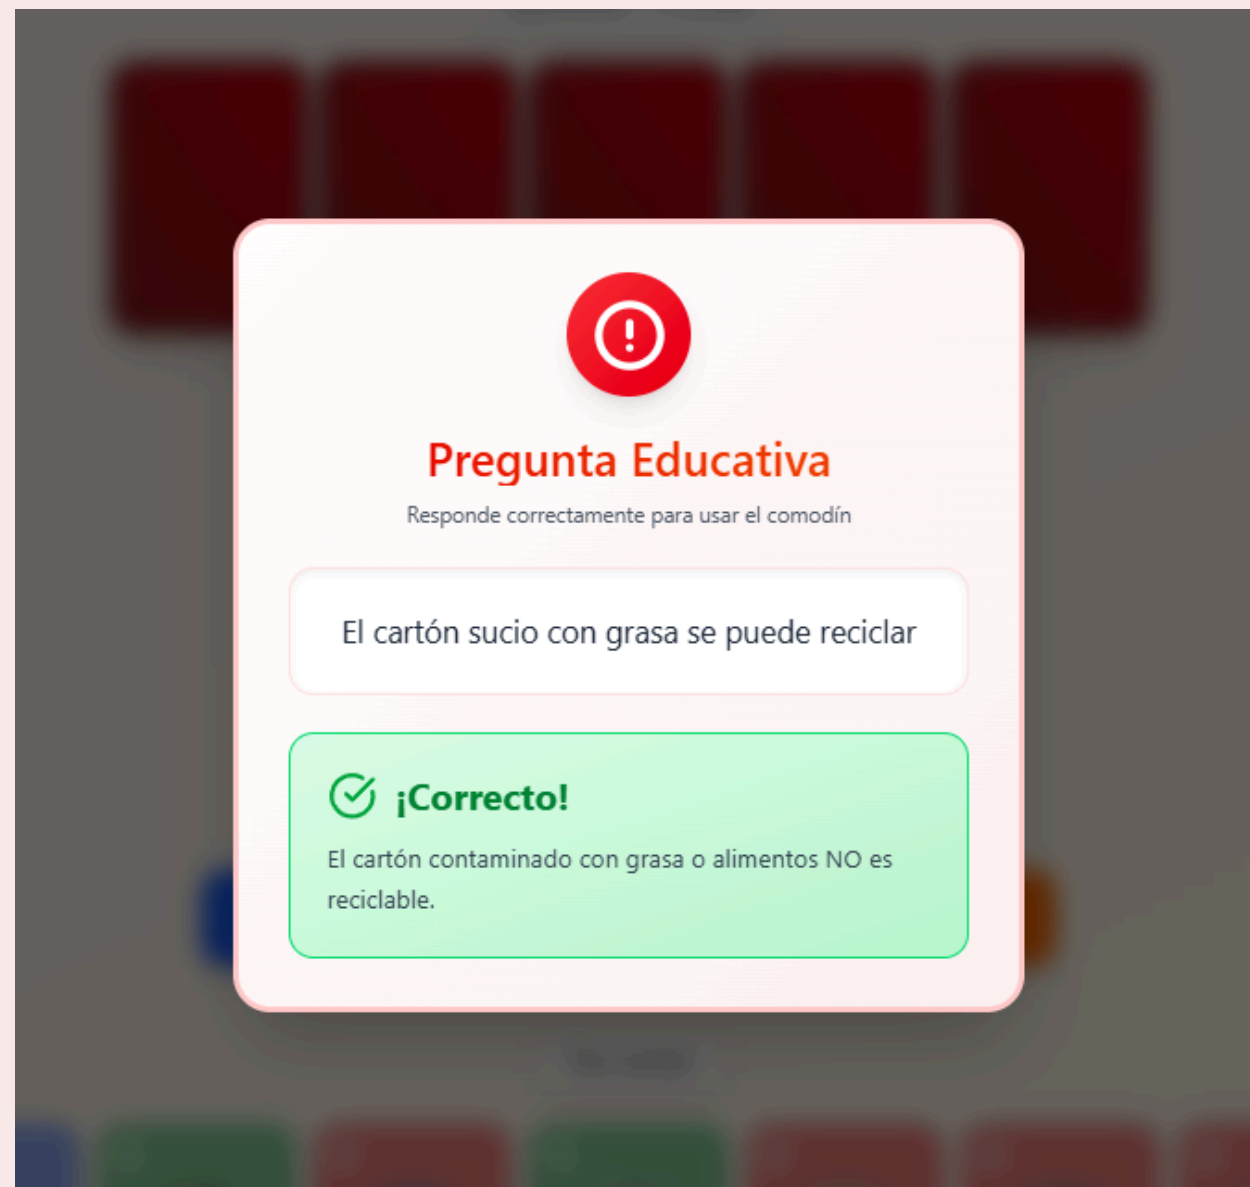 Pregunta Educativa
Responde correctamente para usar el comodín
El cartón sucio con grasa se puede reciclar
¡Correcto!
El cartón contaminado con grasa o alimentos NO es
reciclable.